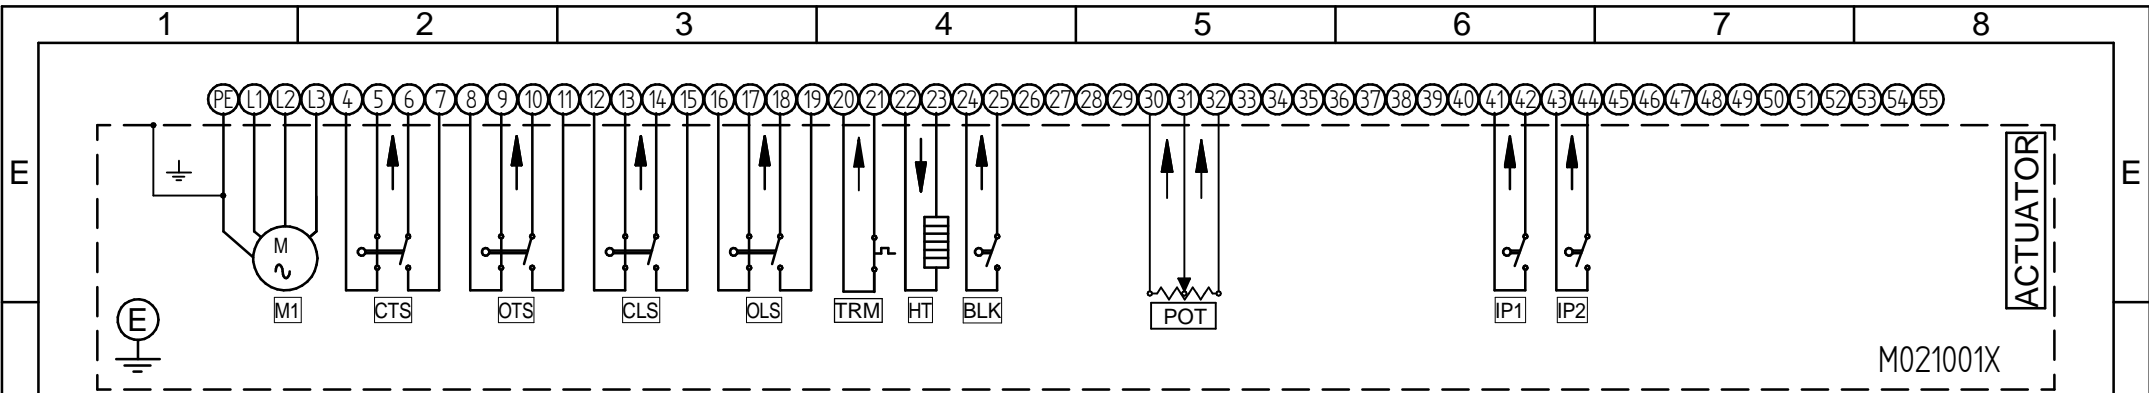 1 2 3 4 5 6 7 8
PE L1 L2 L3 4 5 6 7 8 9 10 11 12 13 14 15 16 17 18 19 20 21 22 23 24 25 26 27 28 29 30 31 32 33 34 35 36 37 38 39 40 41 42 43 44 45 46 47 48 49 50 51 52 53 54 55
E E
ACTUATOR
M
M1 CTS OTS CLS OLS TRM HT BLK POT IP1 IP2
E
M021001X